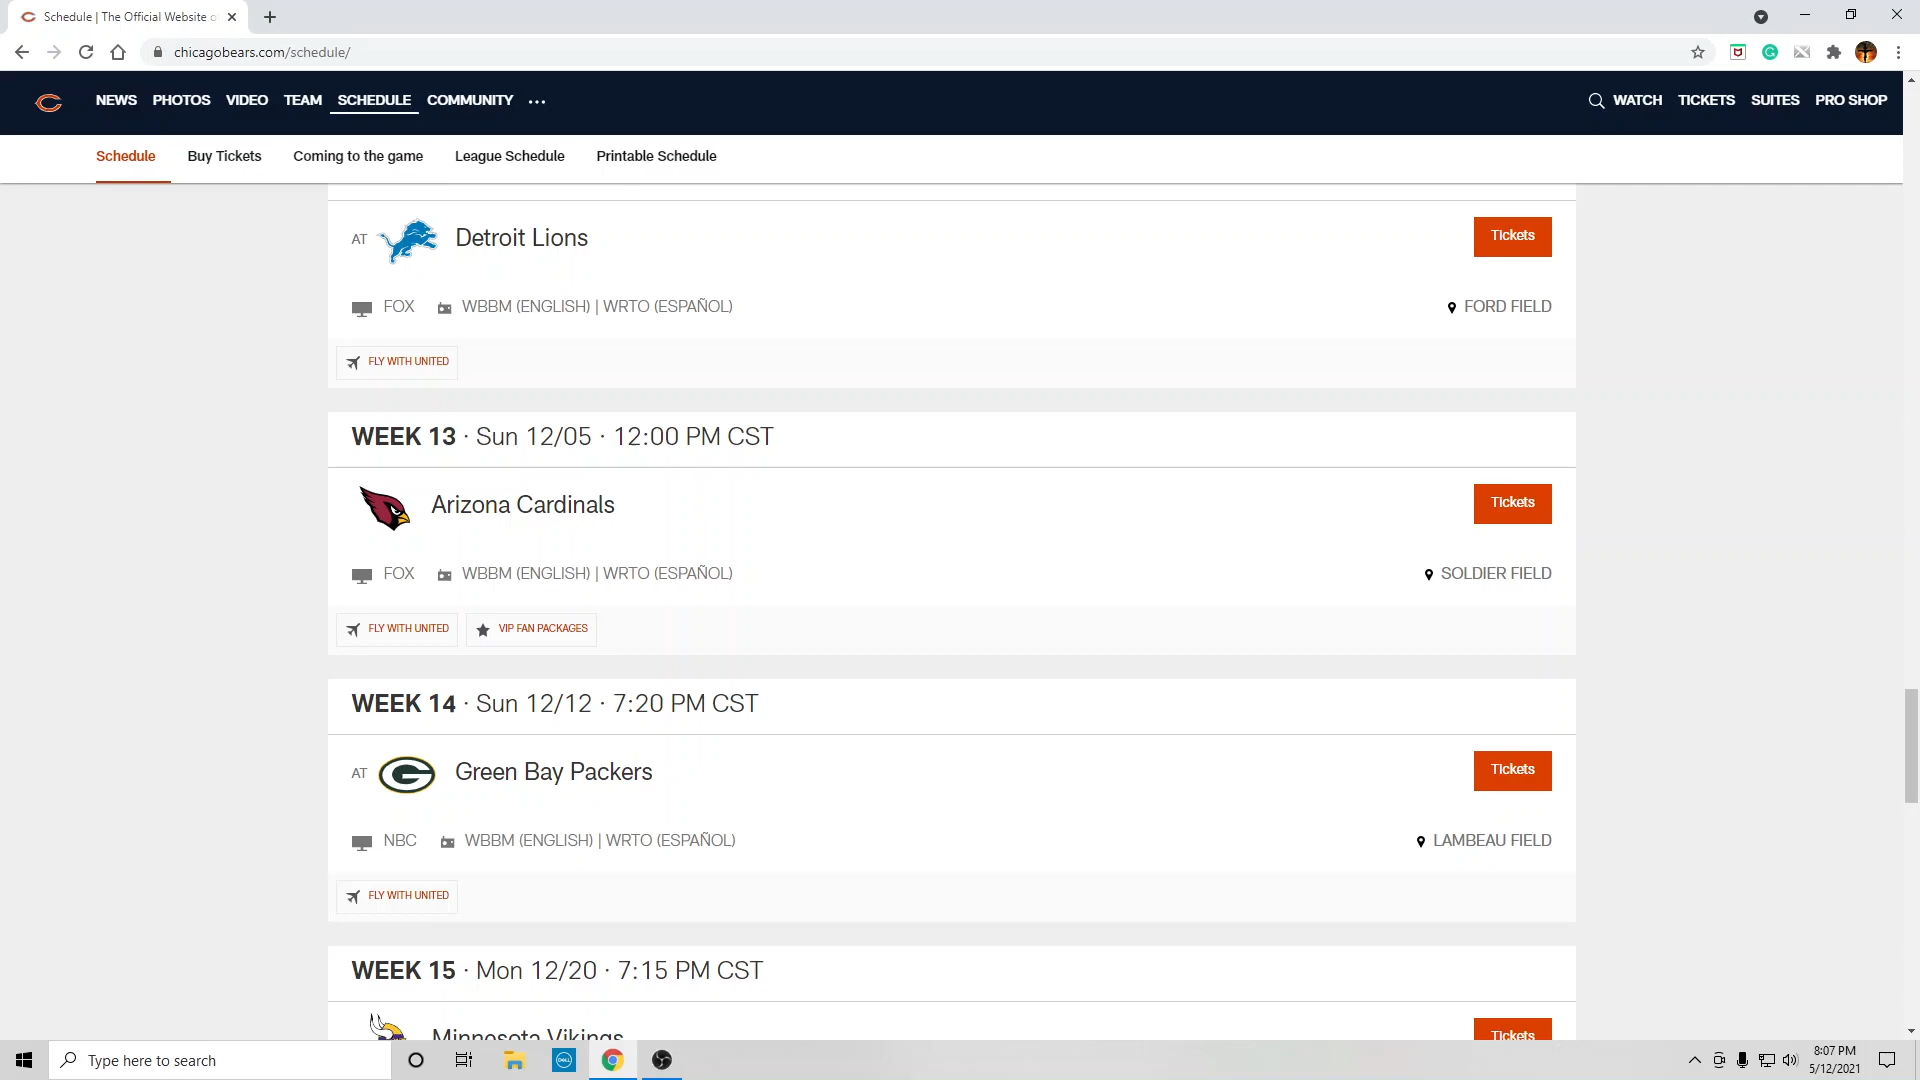 Schedule | The Official Website o
chicagobears.com/schedule/
NEWS PHOTOS VIDEO TEAM SCHEDULE COMMUNITY ... WATCH TICKETS SUITES PRO SHOP
Schedule Buy Tickets Coming to the game League Schedule Printable Schedule
AT Detroit Lions Tickets
FOX WBBM (ENGLISH) | WRTO (ESPAÑOL) FORD FIELD
FLY WITH UNITED
WEEK 13 · Sun 12/05 · 12:00 PM CST
Arizona Cardinals Tickets
FOX WBBM (ENGLISH) | WRTO (ESPAÑOL) SOLDIER FIELD
FLY WITH UNITED VIP FAN PACKAGES
WEEK 14 · Sun 12/12 · 7:20 PM CST
AT G Green Bay Packers Tickets
NBC WBBM (ENGLISH) | WRTO (ESPAÑOL) LAMBEAU FIELD
FLY WITH UNITED
WEEK 15 · Mon 12/20 · 7:15 PM CST
Minnesota Vikings Tickets
Type here to search DELL 8:07 PM
5/12/2021